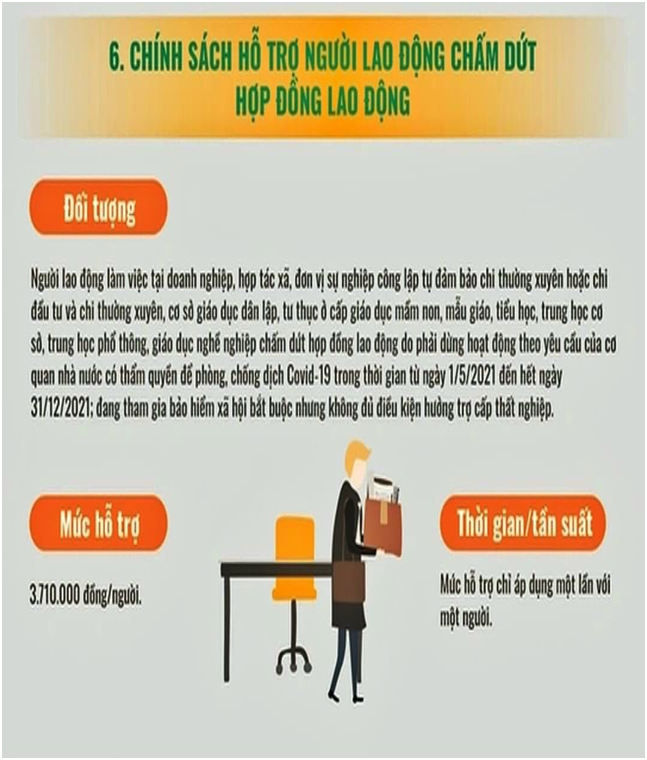 6. CHÍNH SÁCH HỖ TRỢ NGƯỜI LAO ĐỘNG CHẤM DỨT
HỢP ĐỒNG LAO ĐỘNG
Đối tượng
Người lao động làm việc tại doanh nghiệp, hợp tác xã, đơn vị sự nghiệp công lập tự đảm bảo chi thường xuyên hoặc chi
đầu tư và chi thường xuyên, cơ sở giáo dục dân lập, tư thục ở cấp giáo dục mầm non, mẫu giáo, tiểu học, trung học cơ
sở, trung học phổ thông, giáo dục nghề nghiệp chấm dứt hợp đồng lao động do phải dừng hoạt động theo yêu cầu của cơ
quan nhà nước có thẩm quyền để phòng, chống dịch Covid-19 trong thời gian từ ngày 1/5/2021 đến hết ngày
31/12/2021; đang tham gia bảo hiểm xã hội bắt buộc nhưng không đủ điều kiện hưởng trợ cấp thất nghiệp.
Mức hỗ trợ
3.710.000 đồng/người.
Thời gian/tần suất
Mức hỗ trợ chỉ áp dụng một lần với
một người.